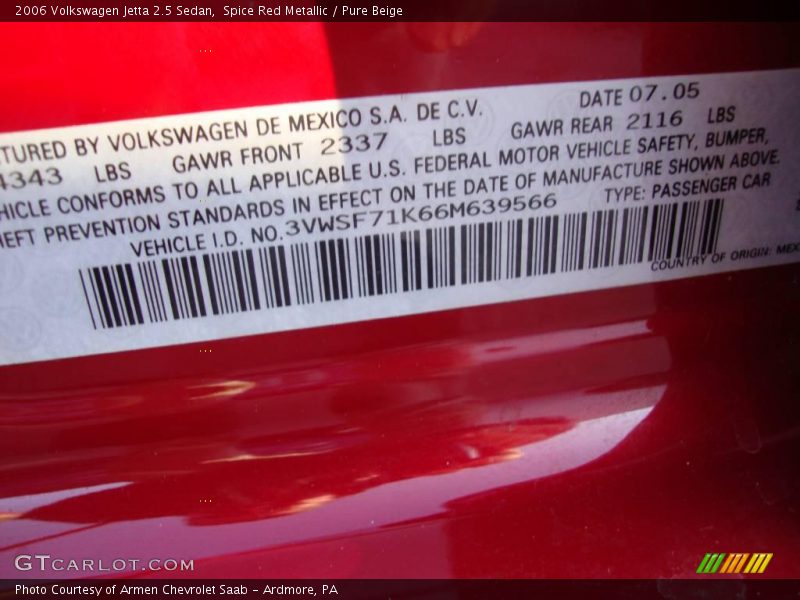 2006 Volkswagen Jetta 2.5 Sedan, Spice Red Metallic / Pure Beige
DATE 07.05
TURED BY VOLKSWAGEN DE MEXICO S.A. DE C.V.
4343 LBS GAWR FRONT 2337 LBS GAWR REAR 2116 LBS
HICLE CONFORMS TO ALL APPLICABLE U.S. FEDERAL MOTOR VEHICLE SAFETY, BUMPER,
HEFT PREVENTION STANDARDS IN EFFECT ON THE DATE OF MANUFACTURE SHOWN ABOVE.
VEHICLE I.D. NO.3VWSF71K66M639566 TYPE: PASSENGER CAR
COUNTRY OF ORIGIN: MEX
GTCARLOT.COM
Photo Courtesy of Armen Chevrolet Saab - Ardmore, PA